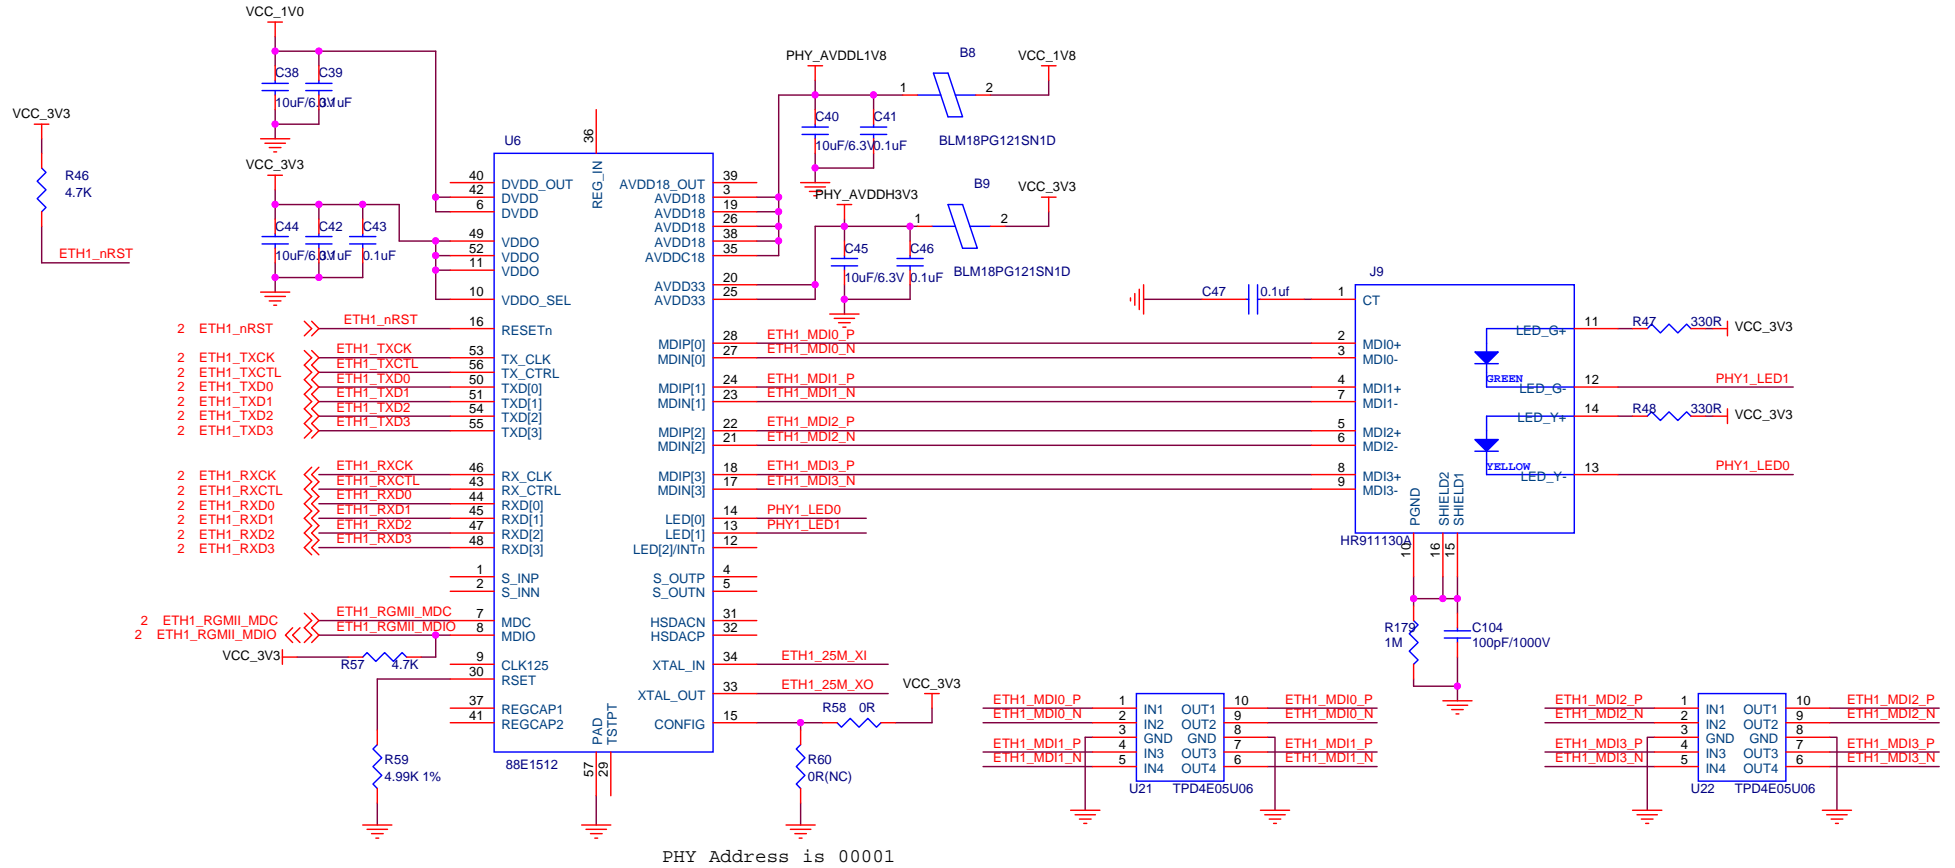 VCC_1V0
C38
C39
10uF/6.3V
0.1uF
VCC_3V3
R46
4.7K
ETH1_nRST
VCC_3V3
C44
C42
C43
10uF/6.3V
0.1uF
0.1uF
PHY_AVDDL1V8
B8
VCC_1V8
1
2
C40
C41
10uF/6.3V
0.1uF
BLM18PG121SN1D
PHY_AVDDH3V3
B9
VCC_3V3
1
2
C45
C46
10uF/6.3V
0.1uF
BLM18PG121SN1D
U6
36
REG_IN
40 DVDD_OUT
42 DVDD
6 DVDD
49 VDDO
52 VDDO
11 VDDO
10 VDDO_SEL
2 ETH1_nRST ETH1_nRST 16 RESETn
2 ETH1_TXCK ETH1_TXCK 53 TX_CLK
2 ETH1_TXCTL ETH1_TXCTL 56 TX_CTRL
2 ETH1_TXD0 ETH1_TXD0 50 TXD[0]
2 ETH1_TXD1 ETH1_TXD1 51 TXD[1]
2 ETH1_TXD2 ETH1_TXD2 54 TXD[2]
2 ETH1_TXD3 ETH1_TXD3 55 TXD[3]
2 ETH1_RXCK ETH1_RXCK 46 RX_CLK
2 ETH1_RXCTL ETH1_RXCTL 43 RX_CTRL
2 ETH1_RXD0 ETH1_RXD0 44 RXD[0]
2 ETH1_RXD1 ETH1_RXD1 45 RXD[1]
2 ETH1_RXD2 ETH1_RXD2 47 RXD[2]
2 ETH1_RXD3 ETH1_RXD3 48 RXD[3]
1 S_INP
2 S_INN
2 ETH1_RGMII_MDC ETH1_RGMII_MDC 7 MDC
2 ETH1_RGMII_MDIO ETH1_RGMII_MDIO 8 MDIO
VCC_3V3
R57 4.7K
9 CLK125
30 RSET
37 REGCAP1
41 REGCAP2
R59
4.99K 1%
88E1512
PAD
TSTPT
57
29
AVDD18_OUT 39
AVDD18 3
AVDD18 19
AVDD18 26
AVDD18 38
AVDDC18 35
AVDD33 20
AVDD33 25
MDIP[0] 28 ETH1_MDI0_P
MDIN[0] 27 ETH1_MDI0_N
MDIP[1] 24 ETH1_MDI1_P
MDIN[1] 23 ETH1_MDI1_N
MDIP[2] 22 ETH1_MDI2_P
MDIN[2] 21 ETH1_MDI2_N
MDIP[3] 18 ETH1_MDI3_P
MDIN[3] 17 ETH1_MDI3_N
LED[0] 14 PHY1_LED0
LED[1] 13 PHY1_LED1
LED[2]/INTn 12
S_OUTP 4
S_OUTN 5
HSDACN 31
HSDACP 32
XTAL_IN 34 ETH1_25M_XI
XTAL_OUT 33 ETH1_25M_XO
CONFIG 15
VCC_3V3
R58 0R
R60
0R(NC)
J9
C47 0.1uf 1 CT
2 MDI0+
3 MDI0-
4 MDI1+
7 MDI1-
5 MDI2+
6 MDI2-
8 MDI3+
9 MDI3-
LED_G+ 11 R47 330R VCC_3V3
GREEN
LED_G- 12 PHY1_LED1
LED_Y+ 14 R48 330R VCC_3V3
YELLOW
LED_Y- 13 PHY1_LED0
PGND
SHIELD2
SHIELD1
HR911130A
10
16
15
R179
1M
C104
100pF/1000V
ETH1_MDI0_P 1 IN1 OUT1 10 ETH1_MDI0_P
ETH1_MDI0_N 2 IN2 OUT2 9 ETH1_MDI0_N
3 GND GND 8
ETH1_MDI1_P 4 IN3 OUT3 7 ETH1_MDI1_P
ETH1_MDI1_N 5 IN4 OUT4 6 ETH1_MDI1_N
U21 TPD4E05U06
ETH1_MDI2_P 1 IN1 OUT1 10 ETH1_MDI2_P
ETH1_MDI2_N 2 IN2 OUT2 9 ETH1_MDI2_N
3 GND GND 8
ETH1_MDI3_P 4 IN3 OUT3 7 ETH1_MDI3_P
ETH1_MDI3_N 5 IN4 OUT4 6 ETH1_MDI3_N
U22 TPD4E05U06
PHY Address is 00001